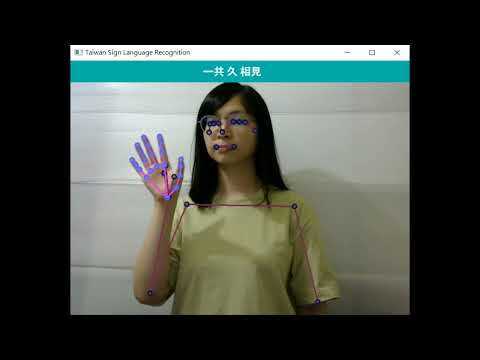 Taiwan Sign Language Recognition
一共 久 相見